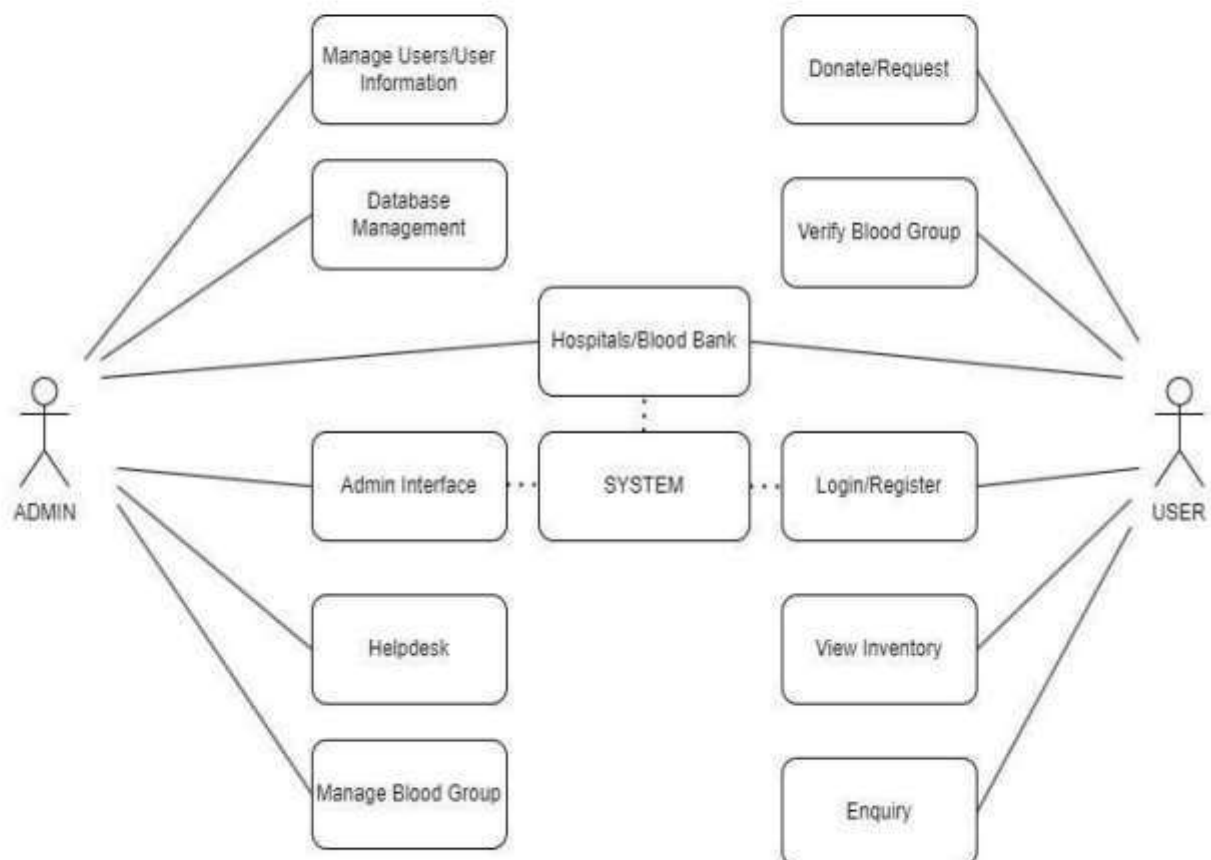 Manage Users/User
Information
Donate/Request
Database
Management
Verify Blood Group
Hospitals/Blood Bank
Admin Interface
SYSTEM
Login/Register
ADMIN
USER
Helpdesk
View Inventory
Manage Blood Group
Enquiry